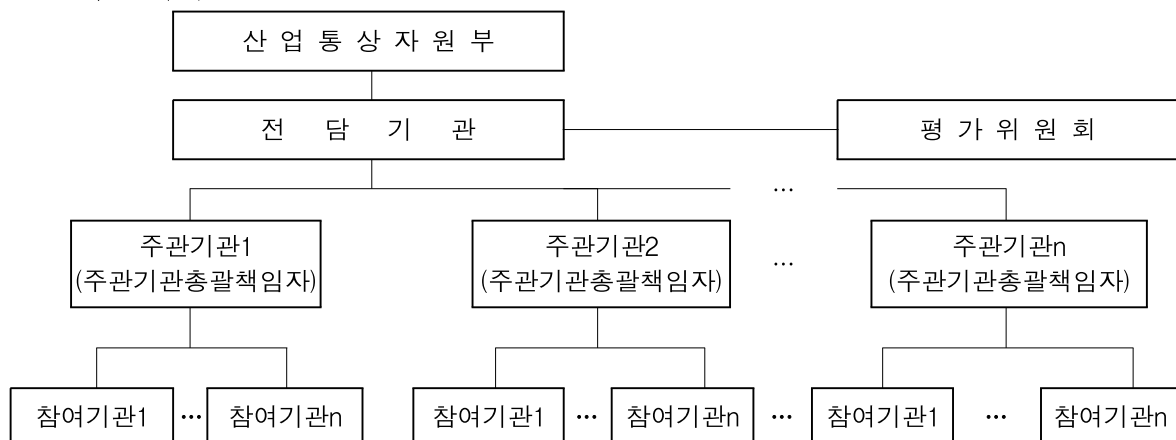 산 업 통 상 자 원 부
전 담 기 관
평 가 위 원 회
...
주관기관1
(주관기관총괄책임자)
주관기관2
(주관기관총괄책임자)
...
주관기관n
(주관기관총괄책임자)
참여기관1 ... 참여기관n 참여기관1 ... 참여기관n ... 참여기관1 ... 참여기관n